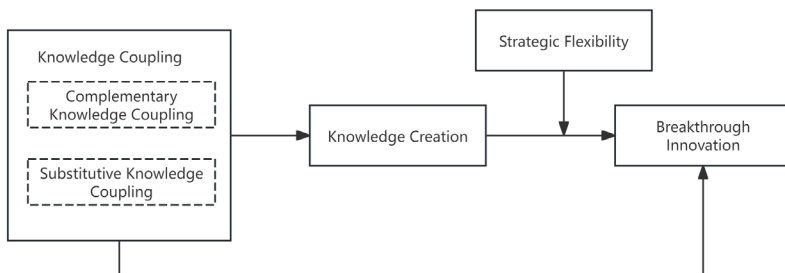 Strategic Flexibility
Knowledge Coupling
Complementary
Knowledge Coupling
Knowledge Creation
Breakthrough
Innovation
Substitutive Knowledge
Coupling